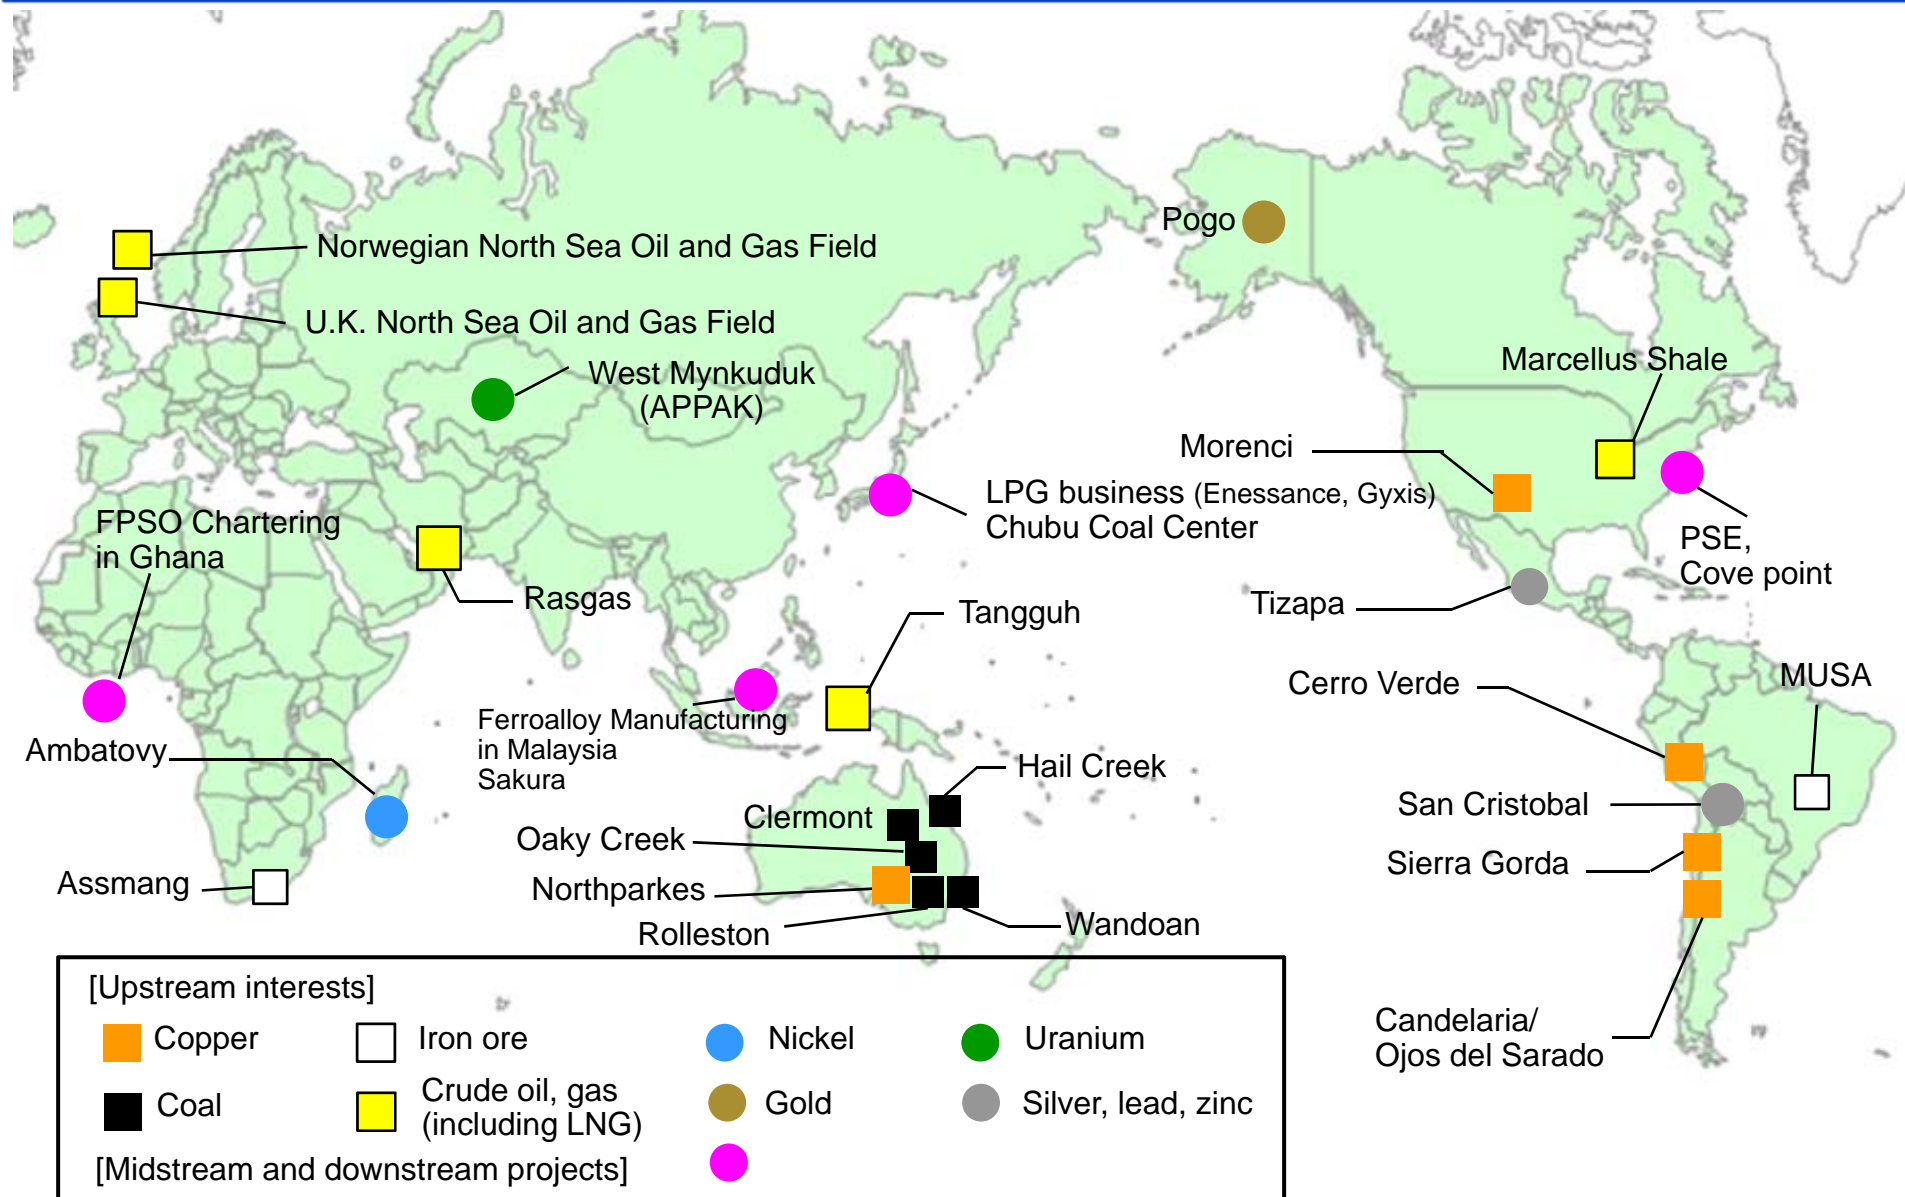 Pogo
Norwegian North Sea Oil and Gas Field
U.K. North Sea Oil and Gas Field
West Mynkuduk
(APPAK)
Marcellus Shale
Morenci
LPG business (Enessance, Gyxis)
Chubu Coal Center
FPSO Chartering
in Ghana
PSE,
Cove point
Rasgas
Tizapa
Tangguh
MUSA
Cerro Verde
Ferroalloy Manufacturing
in Malaysia
Sakura
Ambatovy
Hail Creek
Clermont
San Cristobal
Oaky Creek
Sierra Gorda
Assmang
Northparkes
Rolleston
Wandoan
Candelaria/
Ojos del Sarado
[Upstream interests]
Copper
Iron ore
Nickel
Uranium
Coal
Crude oil, gas
(including LNG)
Gold
Silver, lead, zinc
[Midstream and downstream projects]